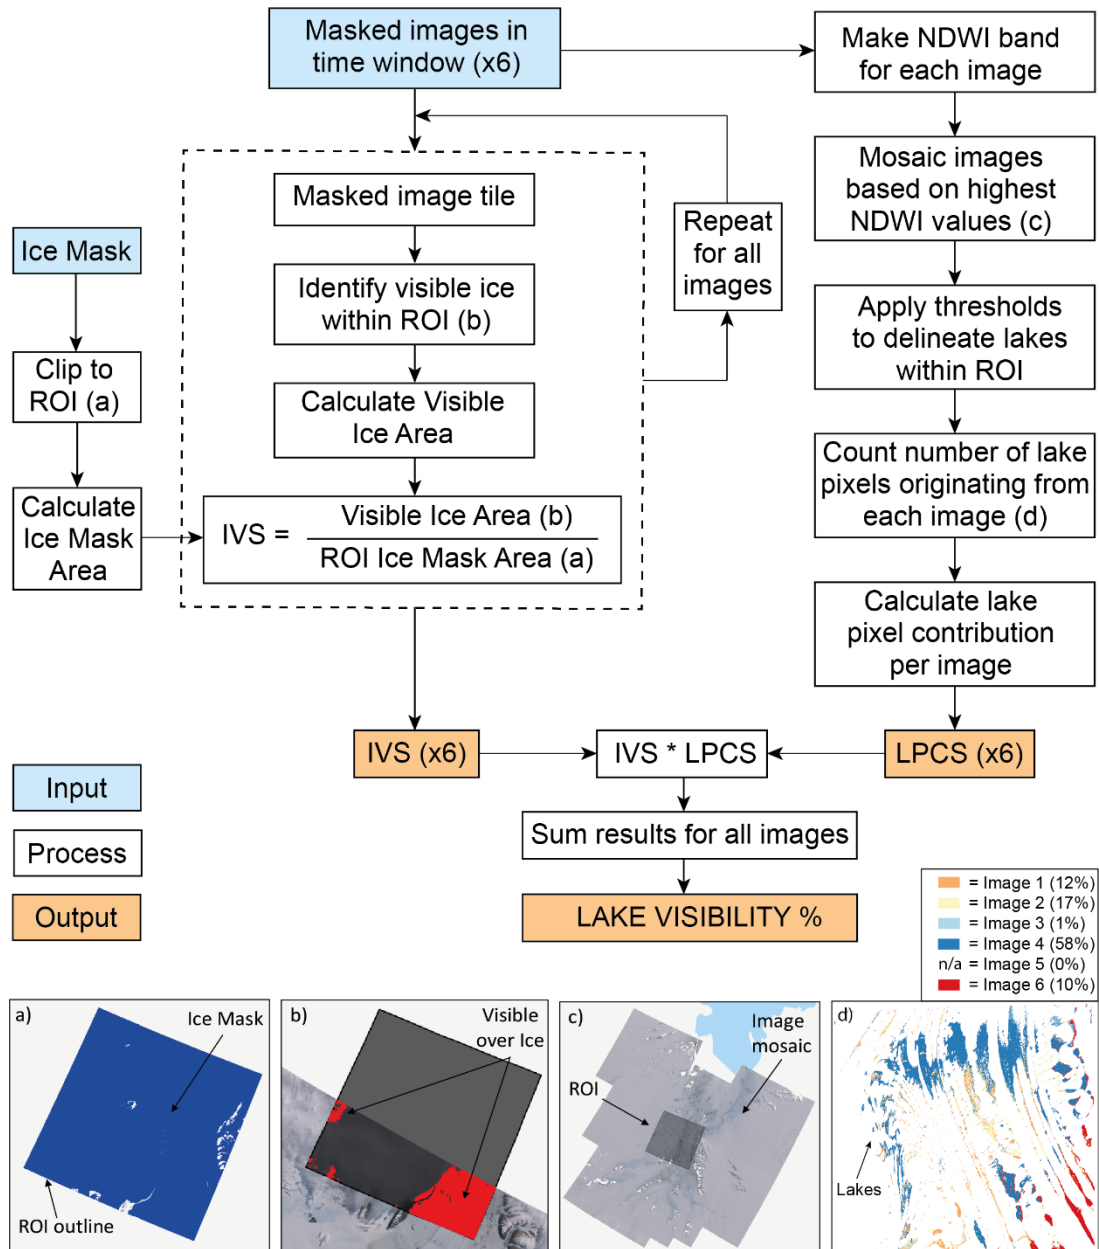 Masked images in
time window (x6)
Make NDWI band
for each image
Mosaic images
based on highest
NDWI values (c)
Apply thresholds
to delineate lakes
within ROI
Count number of lake
pixels originating from
each image (d)
Calculate lake
pixel contribution
per image
LPCS (x6)
Masked image tile
Identify visible ice
within ROI (b)
Calculate Visible
Ice Area
IVS =
Visible Ice Area (b)
ROI Ice Mask Area (a)
Repeat
for all
images
Ice Mask
Clip to
ROI (a)
Calculate
Ice Mask
Area
IVS (x6)
IVS * LPCS
Sum results for all images
LAKE VISIBILITY %
Input
Process
Output
= Image 1 (12%)
= Image 2 (17%)
= Image 3 (1%)
= Image 4 (58%)
n/a = Image 5 (0%)
= Image 6 (10%)
a)
Ice Mask
ROI outline
b)
Visible
over Ice
c)
Image
mosaic
ROI
d)
Lakes